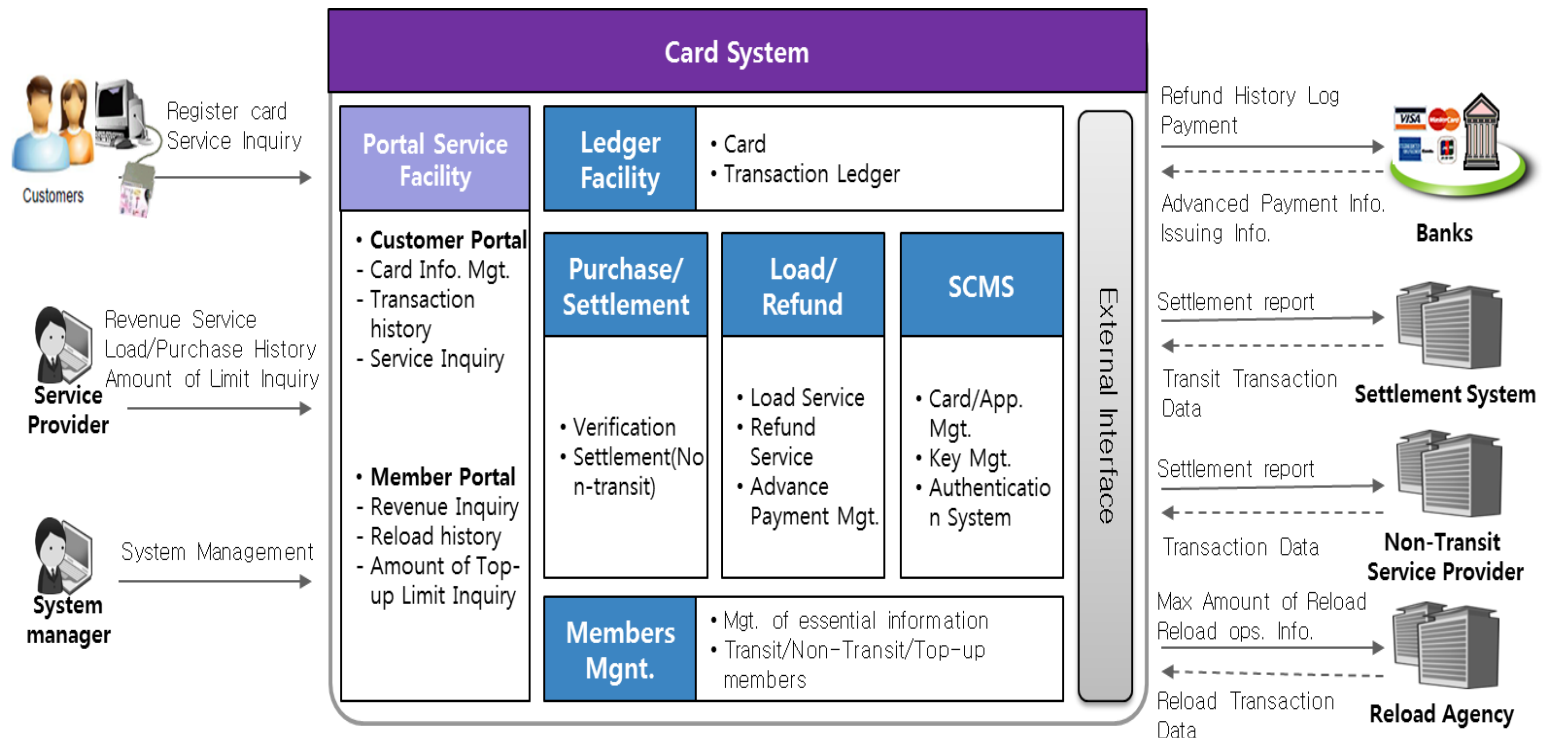 Card System
Register card
Service Inquiry
Customers
Revenue Service
Load/Purchase History
Amount of Limit Inquiry
Service
Provider
System Management
System
manager
Portal Service
Facility
• Customer Portal
- Card Info. Mgt.
- Transaction
history
- Service Inquiry
• Member Portal
- Revenue Inquiry
- Reload history
- Amount of Top-
up Limit Inquiry
Ledger
Facility
• Card
• Transaction Ledger
Purchase/
Settlement
• Verification
• Settlement(No
n-transit)
Load/
Refund
• Load Service
• Refund
Service
• Advance
Payment Mgt.
SCMS
• Card/App.
Mgt.
• Key Mgt.
• Authenticatio
n System
Members
Mgnt.
• Mgt. of essential information
• Transit/Non-Transit/Top-up
members
External Interface
Refund History Log
Payment
Advanced Payment Info.
Issuing Info.
VISA
MasterCard
JCB
Banks
Settlement report
Transit Transaction
Data
Settlement System
Settlement report
Transaction Data
Non-Transit
Service Provider
Max Amount of Reload
Reload ops. Info.
Reload Transaction
Data
Reload Agency